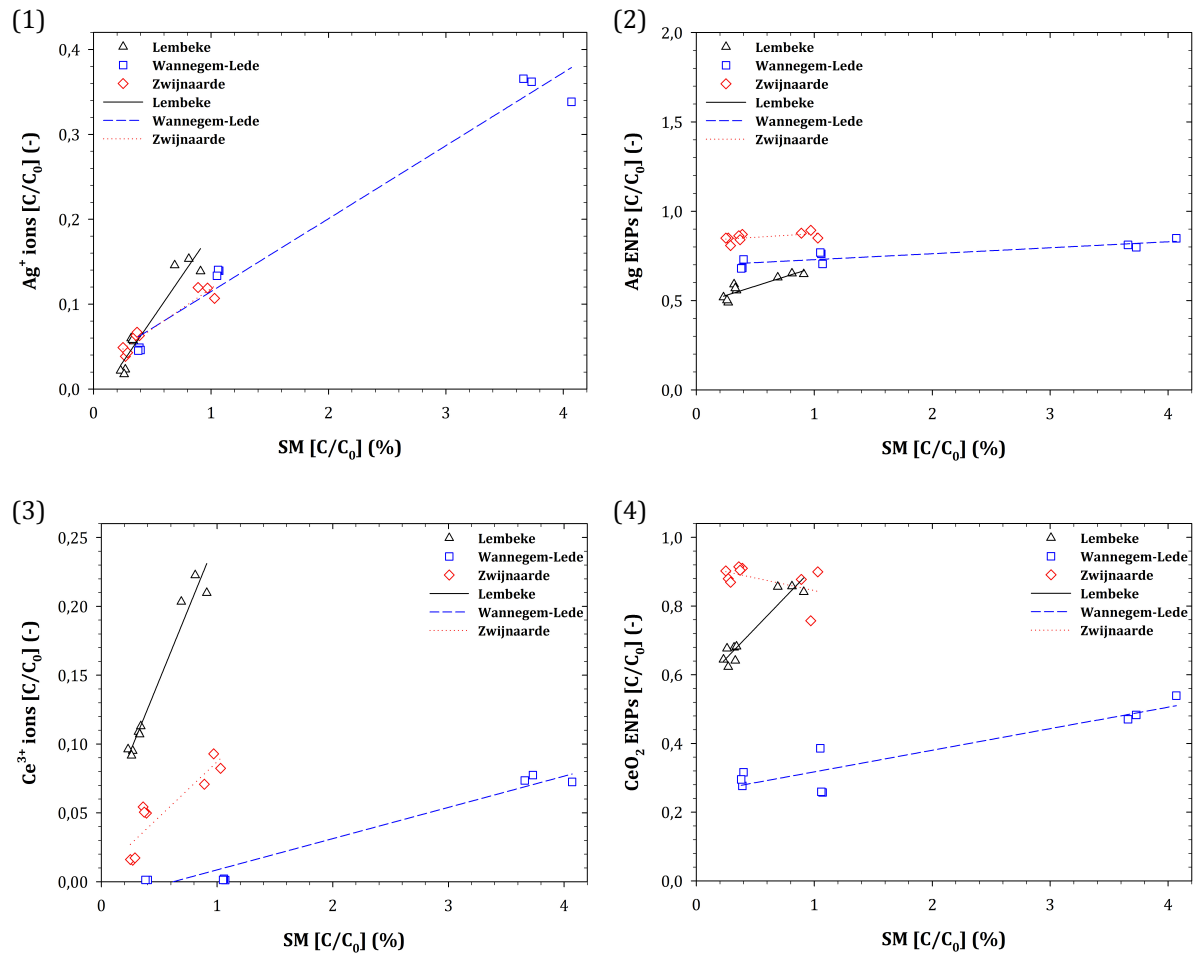 (1)
Lembeke
Wannegem-Lede
Zwijnaarde
Lembeke
Wannegem-Lede
Zwijnaarde
0,4
0,3
0,2
0,1
0,0
Ag⁺ ions [C/C₀] (-)
0 1 2 3 4
SM [C/C₀] (%)
(2)
Lembeke
Wannegem-Lede
Zwijnaarde
Lembeke
Wannegem-Lede
Zwijnaarde
2,0
1,5
1,0
0,5
0,0
Ag ENPs [C/C₀] (-)
0 1 2 3 4
SM [C/C₀] (%)
(3)
Lembeke
Wannegem-Lede
Zwijnaarde
Lembeke
Wannegem-Lede
Zwijnaarde
0,25
0,20
0,15
0,10
0,05
0,00
Ce³⁺ ions [C/C₀] (-)
0 1 2 3 4
SM [C/C₀] (%)
(4)
Lembeke
Wannegem-Lede
Zwijnaarde
Lembeke
Wannegem-Lede
Zwijnaarde
1,0
0,8
0,6
0,4
0,2
0,0
CeO₂ ENPs [C/C₀] (-)
0 1 2 3 4
SM [C/C₀] (%)